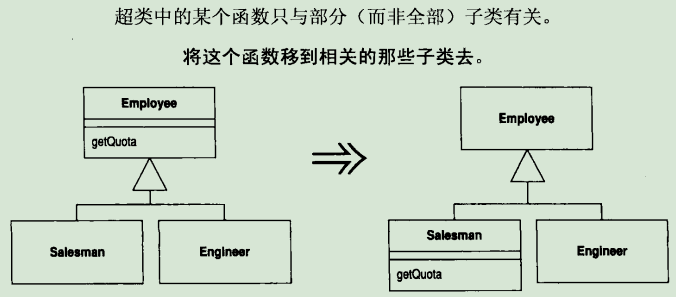 超类中的某个函数只与部分（而非全部）子类有关。
将这个函数移到相关的那些子类去。
Employee
getQuota
Salesman
Engineer
Employee
Salesman
getQuota
Engineer